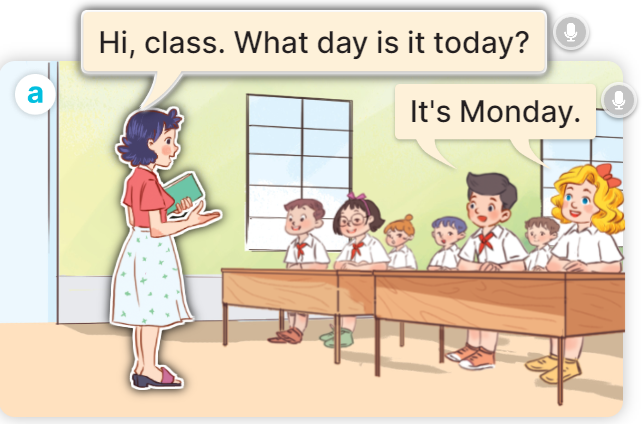 Hi, class. What day is it today?
a
It's Monday.